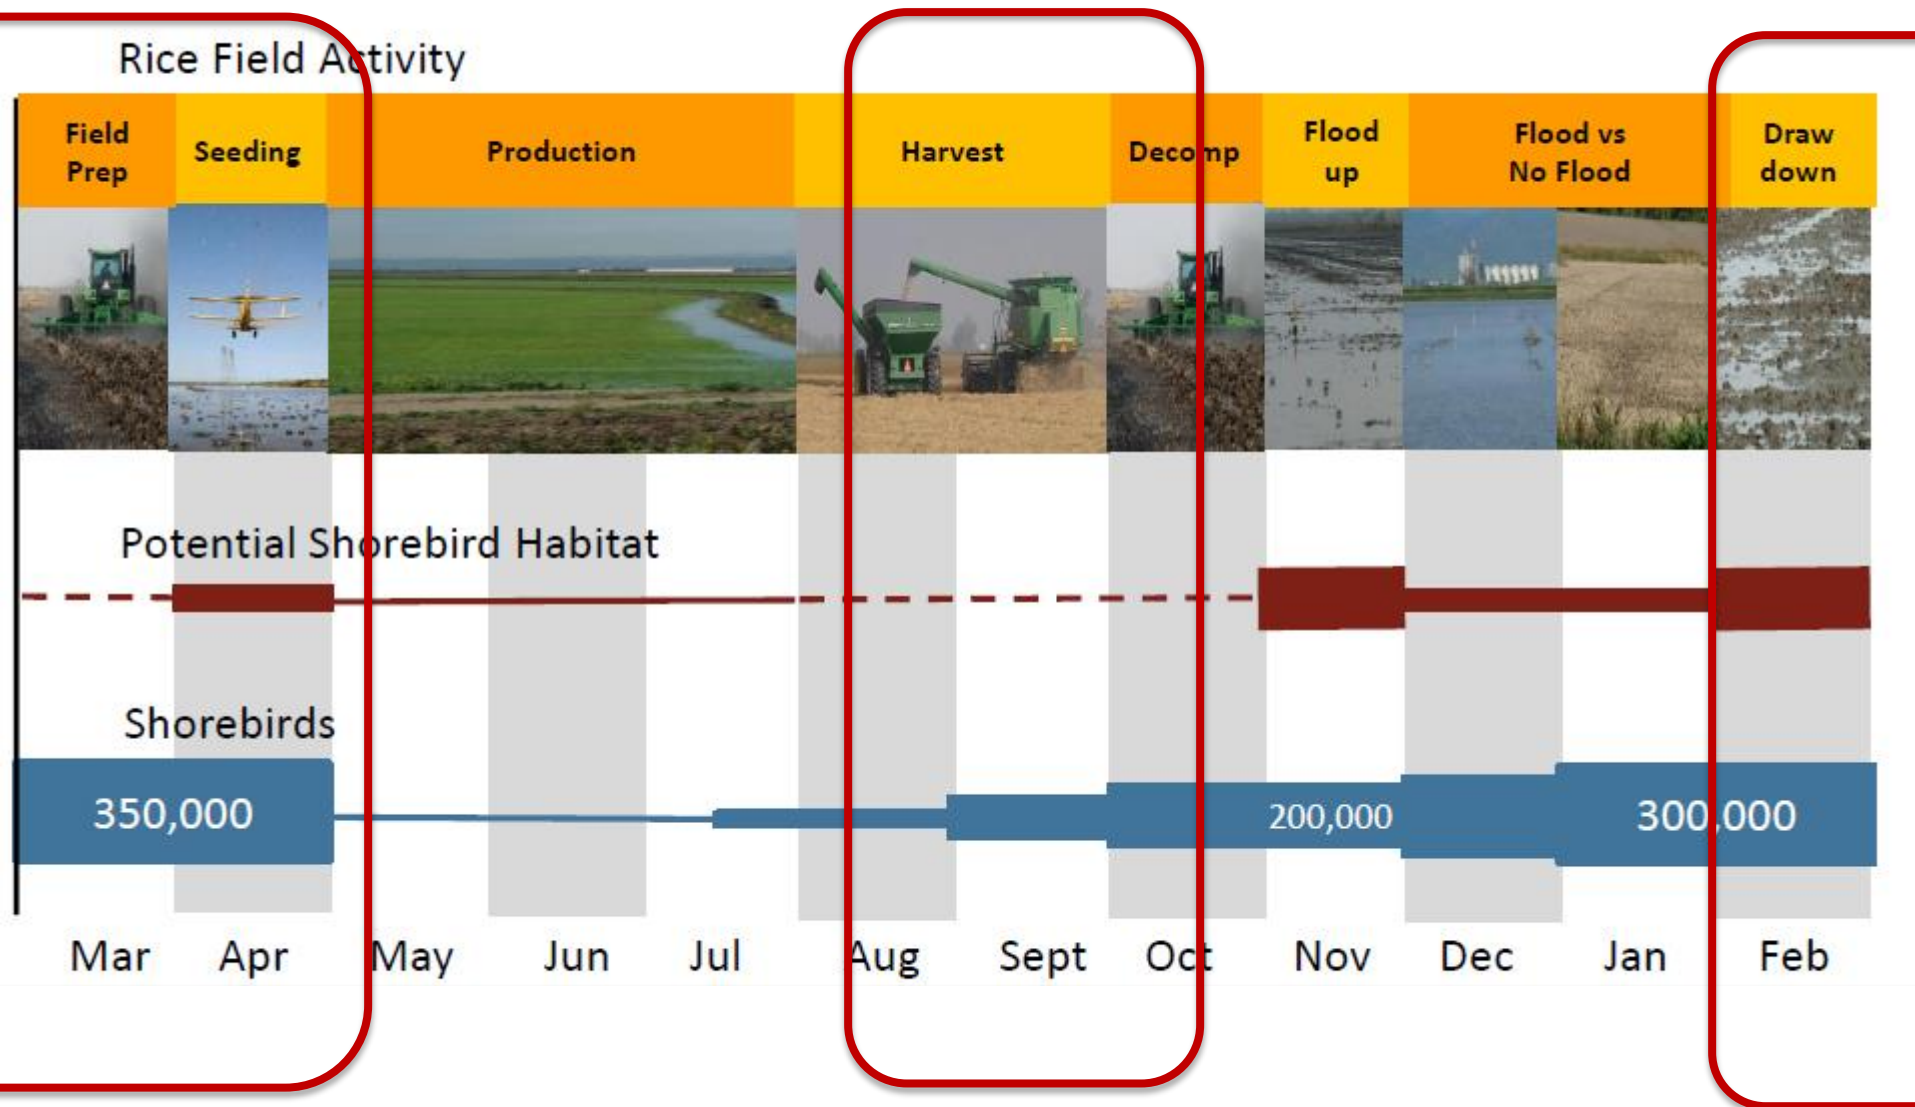 Rice Field Activity
Field
Prep
Seeding
Production
Harvest
Decomp
Flood
up
Flood vs
No Flood
Draw
down
Potential Shorebird Habitat
Shorebirds
350,000
200,000
300,000
Mar Apr May Jun Jul Aug Sept Oct Nov Dec Jan Feb